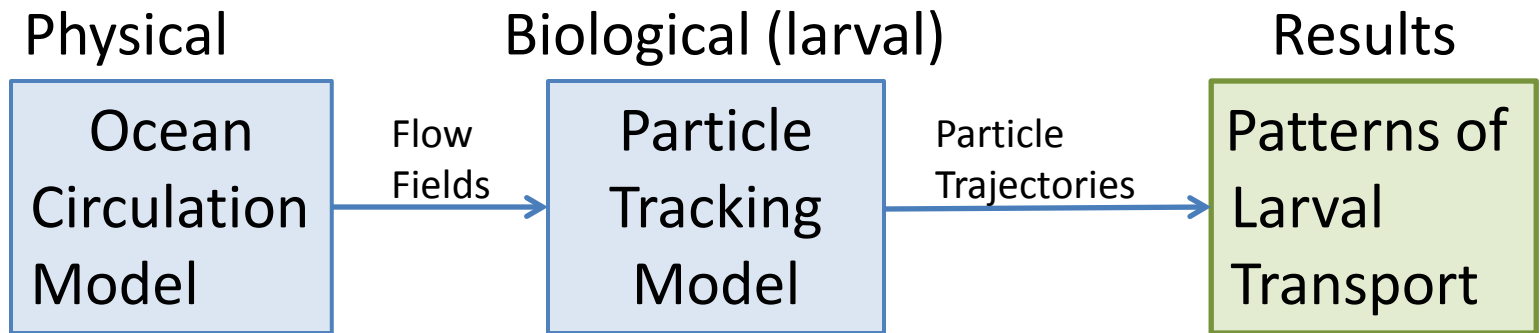 Physical
Biological (larval)
Results
Ocean
Circulation
Model
Flow
Fields
Particle
Tracking
Model
Particle
Trajectories
Patterns of
Larval
Transport